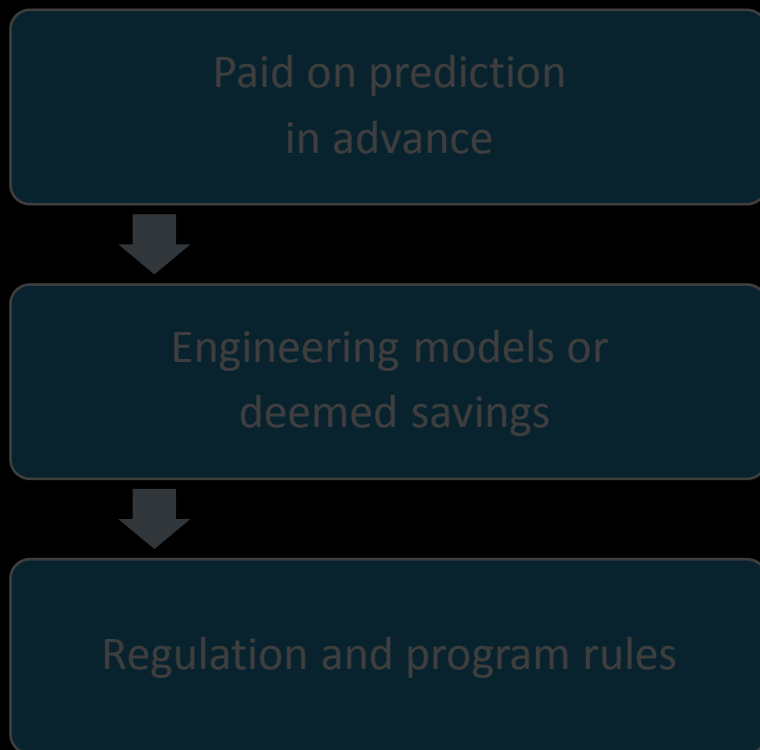 Paid on prediction
in advance
Engineering models or
deemed savings
Regulation and program rules